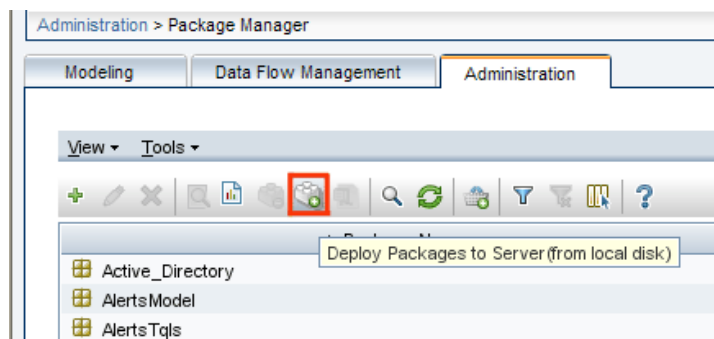 Administration > Package Manager
Modeling Data Flow Management Administration
View Tools
Deploy Packages to Server(from local disk)
Active_Directory
AlertsModel
AlertsTqls